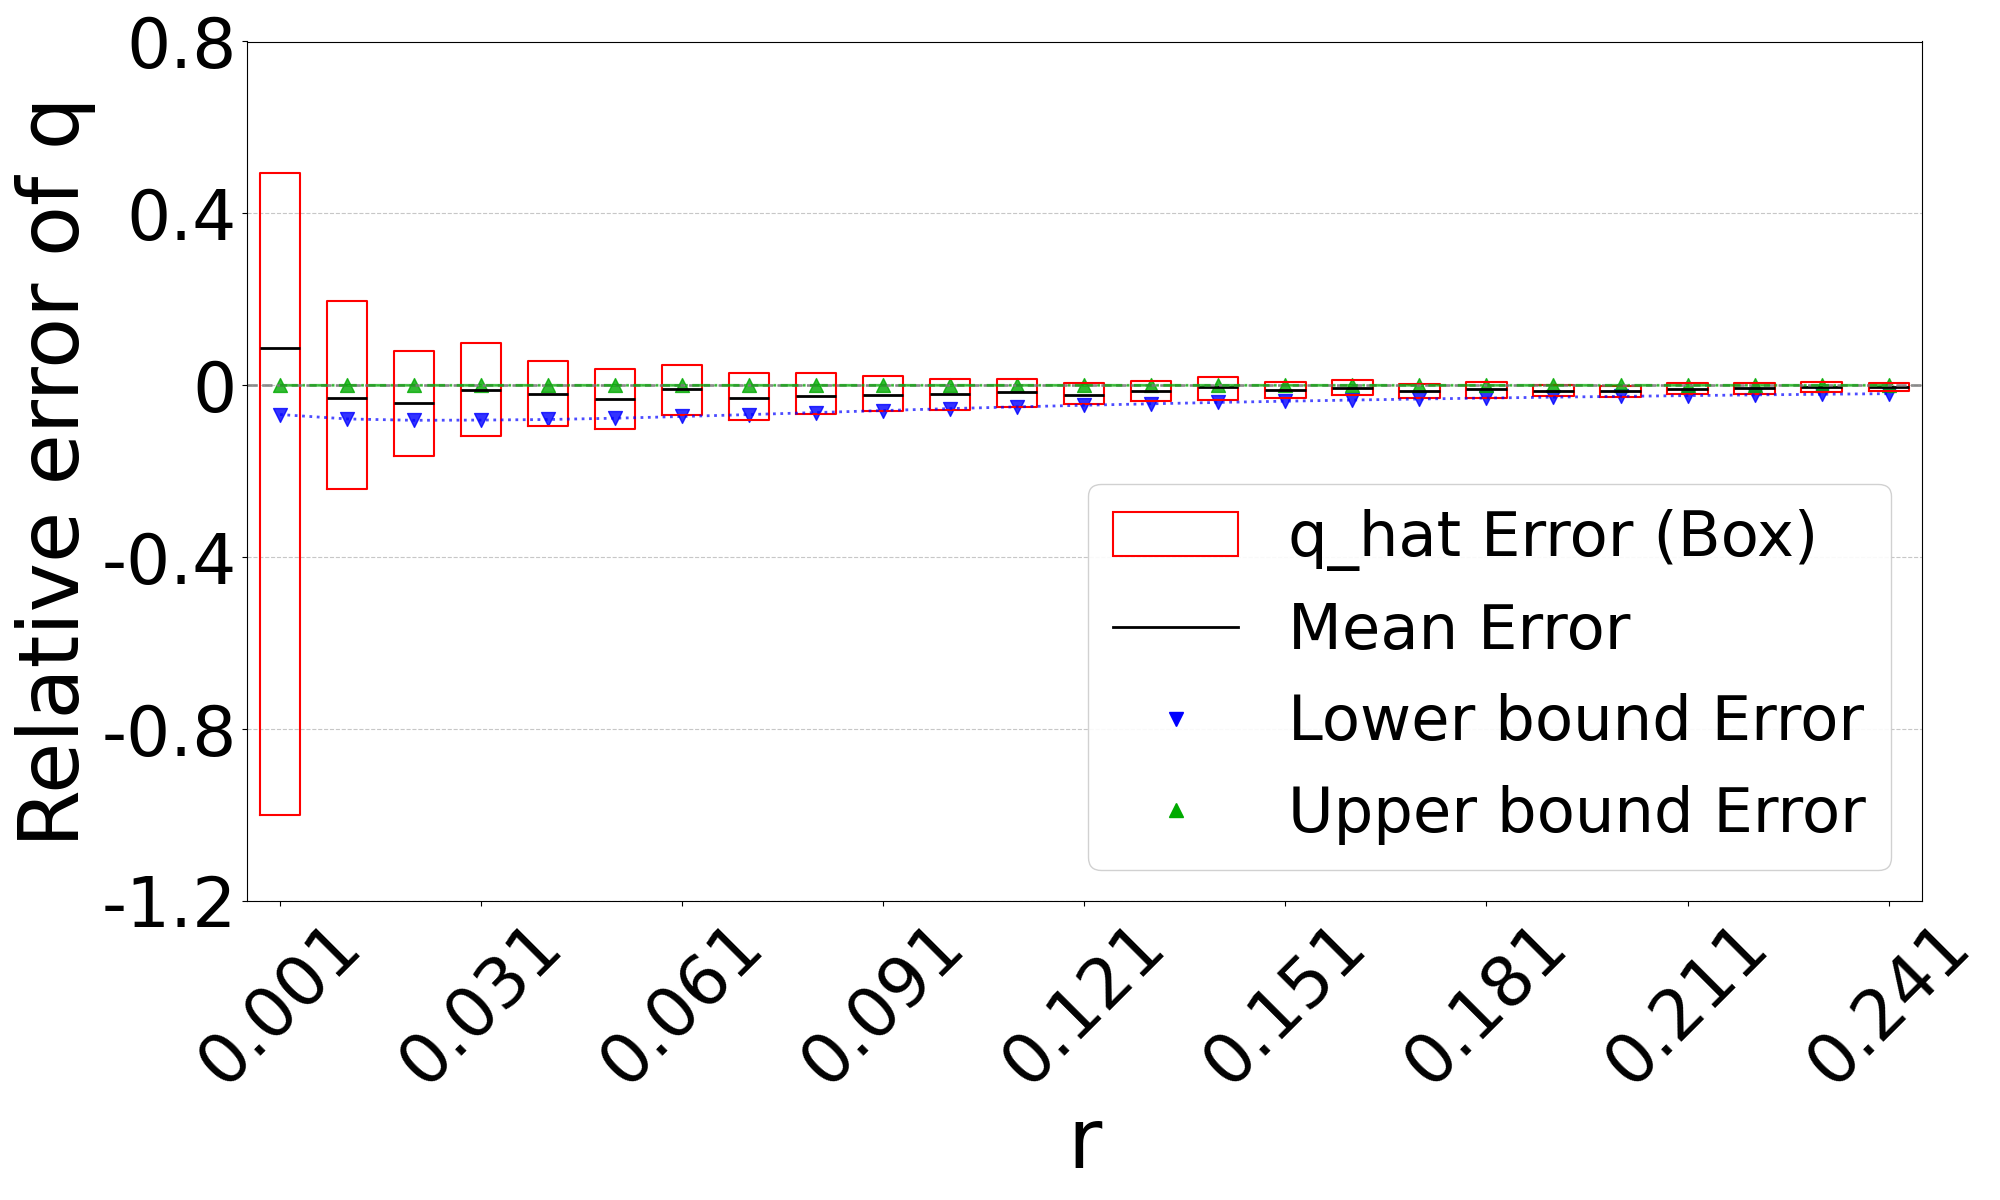 Relative error of q
0.8
0.4
0
-0.4
-0.8
-1.2
q_hat Error (Box)
Mean Error
Lower bound Error
Upper bound Error
0.001
0.031
0.061
0.091
0.121
0.151
0.181
0.211
0.241
r